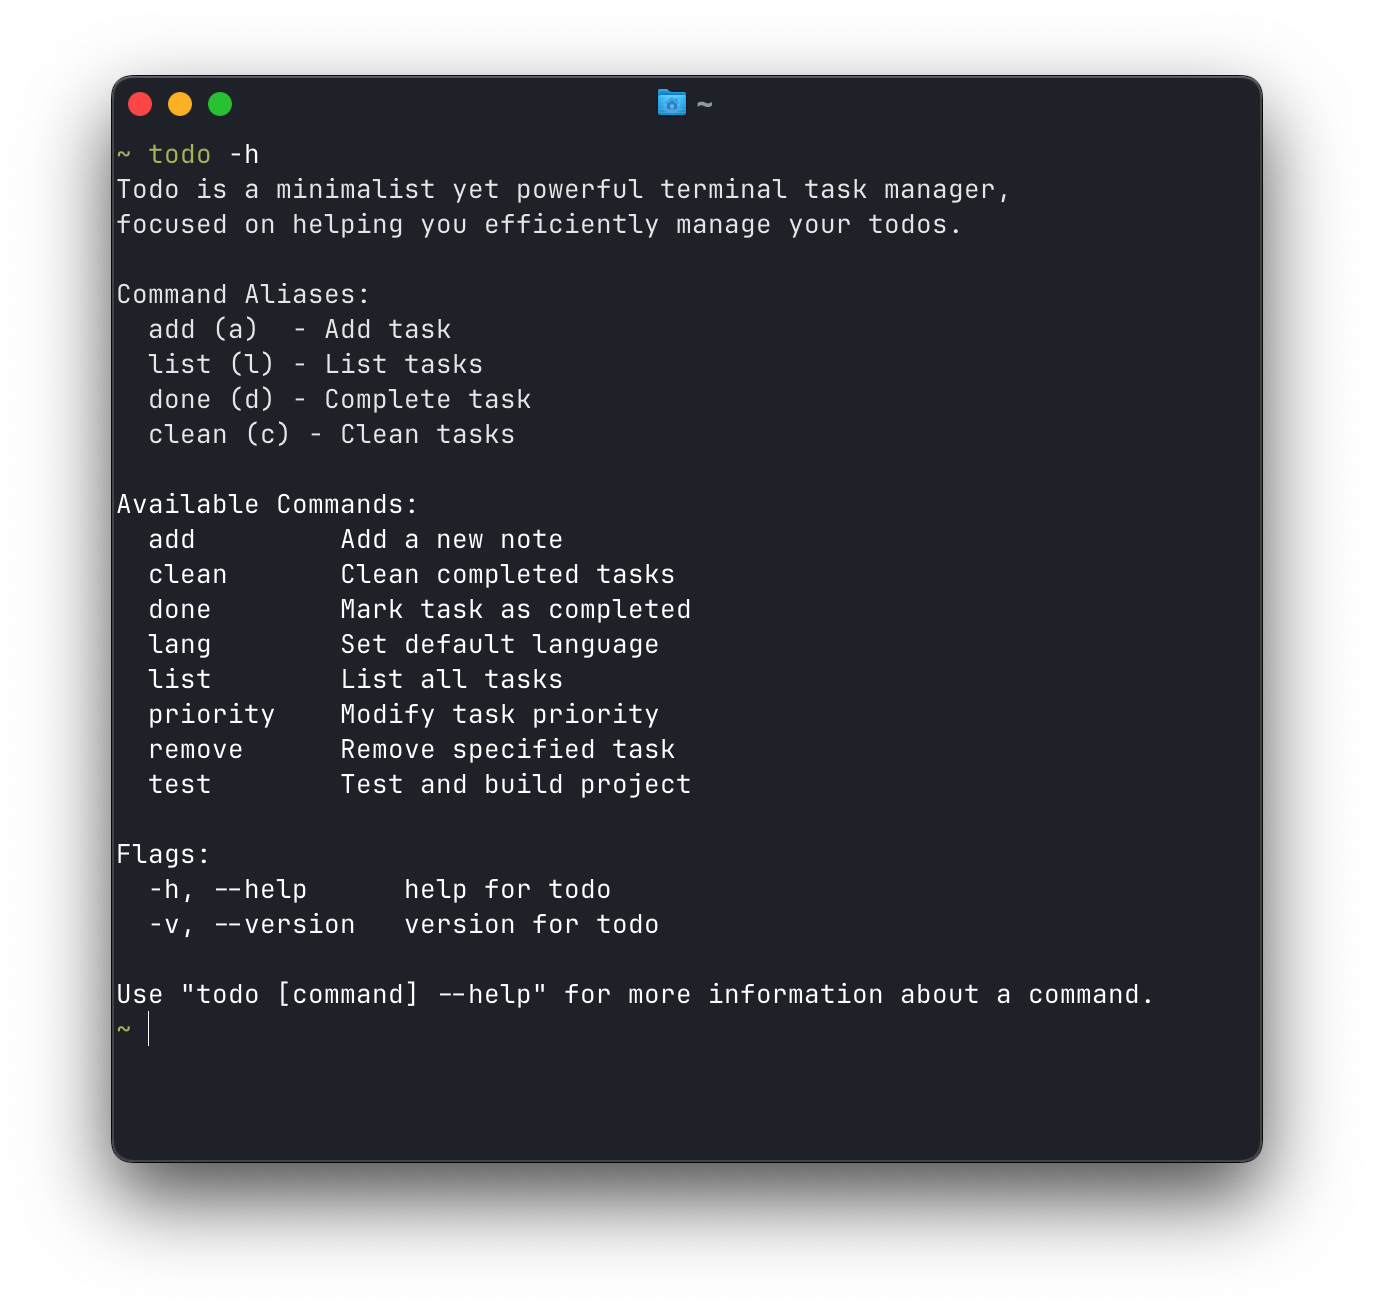 ~
~ todo -h
Todo is a minimalist yet powerful terminal task manager,
focused on helping you efficiently manage your todos.

Command Aliases:
  add (a)  - Add task
  list (l) - List tasks
  done (d) - Complete task
  clean (c) - Clean tasks

Available Commands:
  add         Add a new note
  clean       Clean completed tasks
  done        Mark task as completed
  lang        Set default language
  list        List all tasks
  priority    Modify task priority
  remove      Remove specified task
  test        Test and build project

Flags:
  -h, --help      help for todo
  -v, --version   version for todo

Use "todo [command] --help" for more information about a command.
~